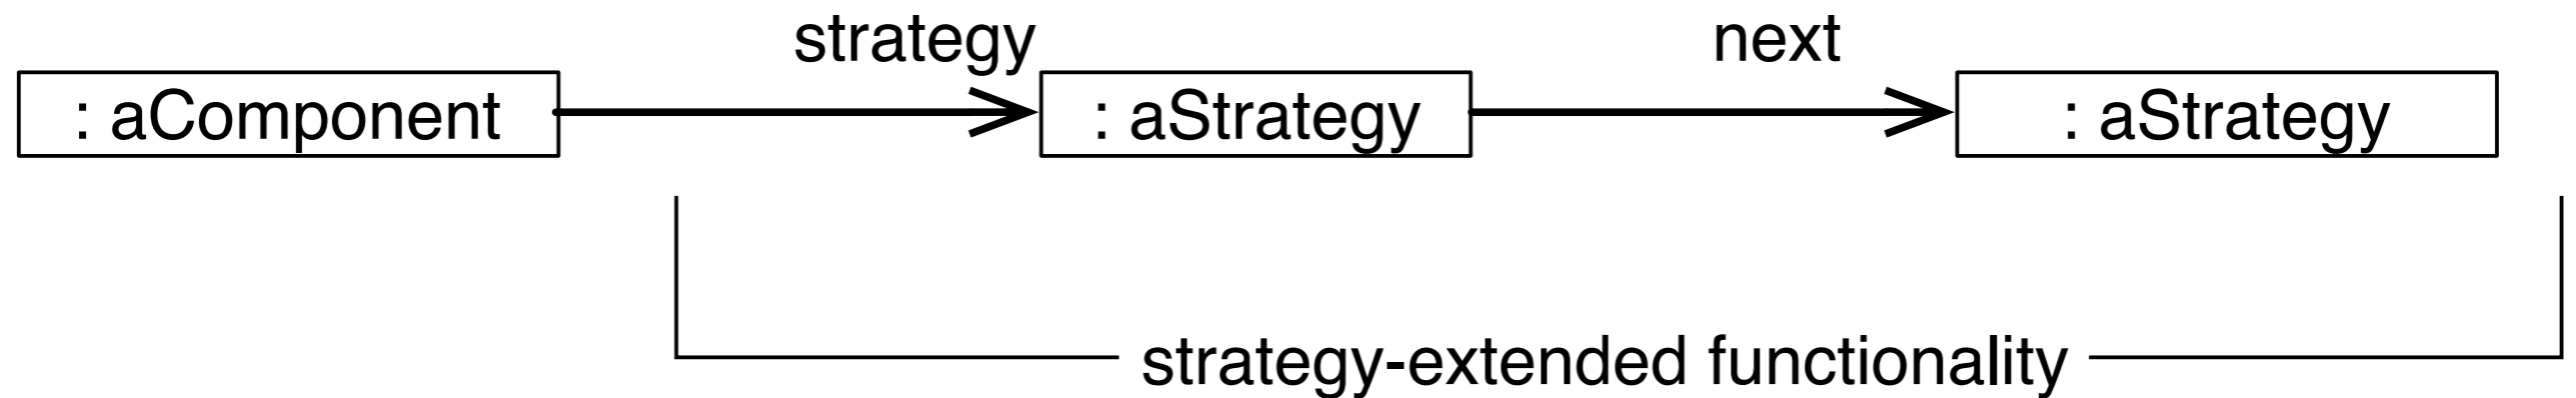 strategy
next
: aComponent
: aStrategy
: aStrategy
strategy-extended functionality